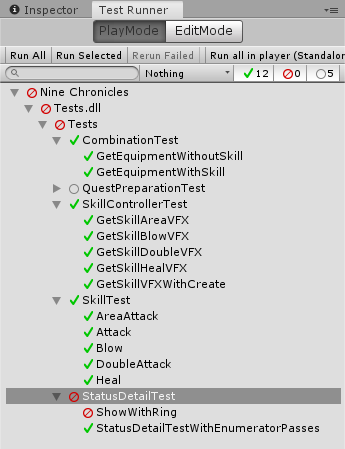 Inspector Test Runner
PlayMode EditMode
Run All Run Selected Rerun Failed Run all in player (Standalon
Nothing 12 0 5
Nine Chronicles
Tests.dll
Tests
CombinationTest
GetEquipmentWithoutSkill
GetEquipmentWithSkill
QuestPreparationTest
SkillControllerTest
GetSkillAreaVFX
GetSkillBlowVFX
GetSkillDoubleVFX
GetSkillHealVFX
GetSkillVFXWithCreate
SkillTest
AreaAttack
Attack
Blow
DoubleAttack
Heal
StatusDetailTest
ShowWithRing
StatusDetailTestWithEnumeratorPasses